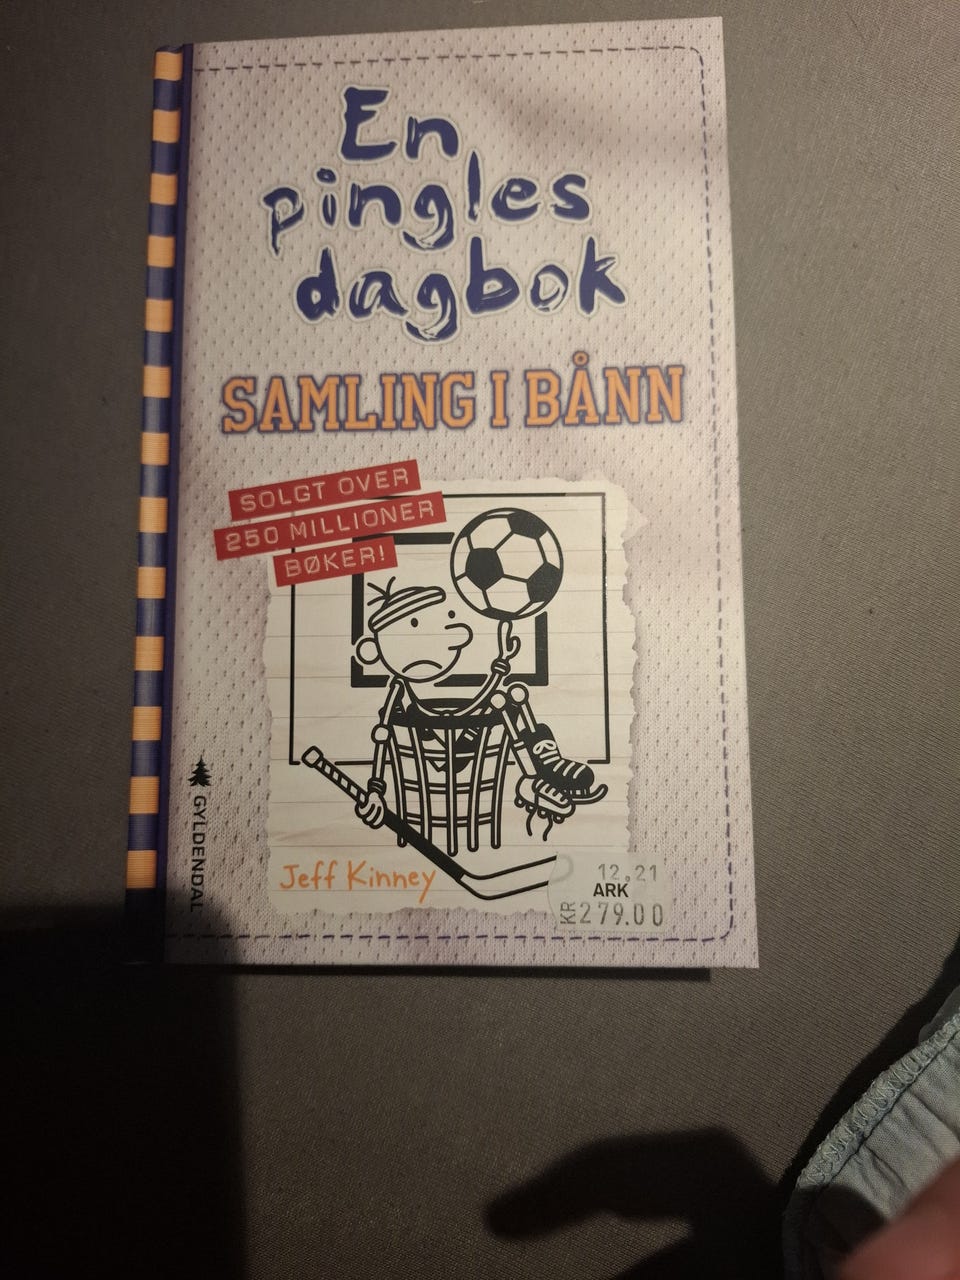 En
pingles
dagbok
SAMLING I BÅNN
SOLGT OVER
250 MILLIONER
BØKER!
GYLDENDAL
Jeff Kinney
12.21
ARK
KR 279.00